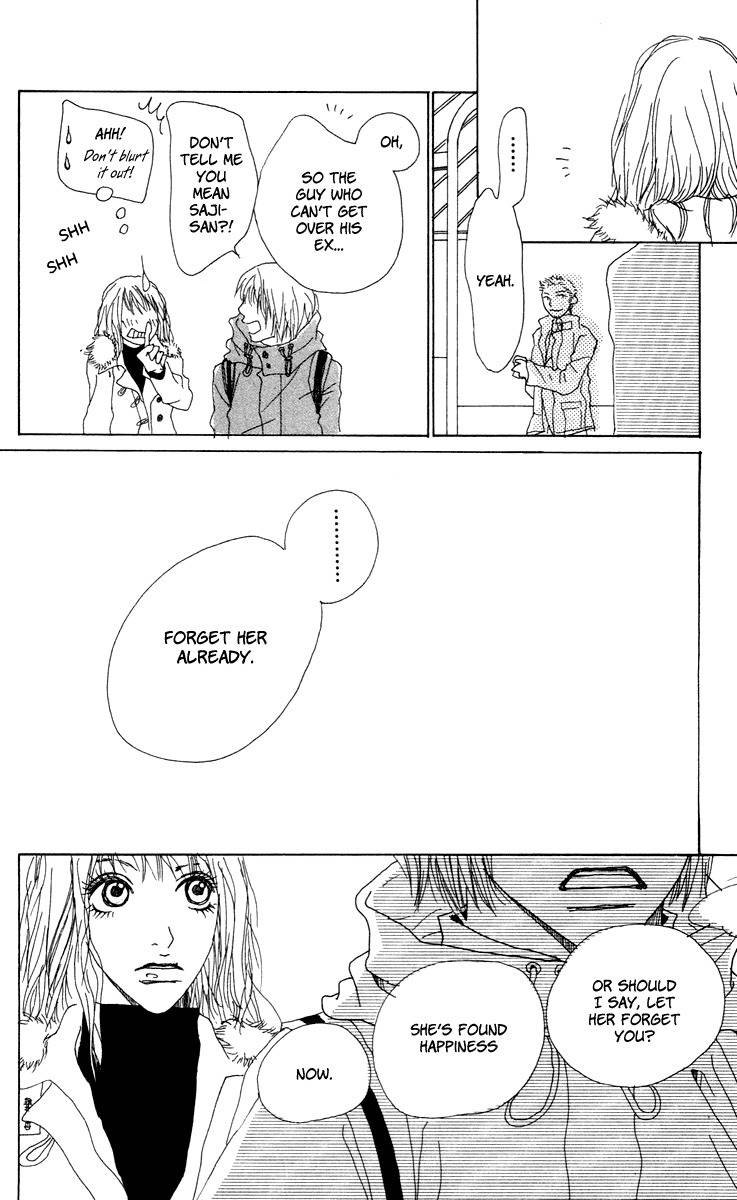 ......
YEAH.
OH,
SO THE
GUY WHO
CAN'T GET
OVER HIS
EX...
DON'T
TELL ME
YOU
MEAN
SAJI-
SAN?!
AHH!
Don't blurt
it out!
SHH
SHH
.........
FORGET HER
ALREADY.
OR SHOULD
I SAY, LET
HER FORGET
YOU?
SHE'S FOUND
HAPPINESS
NOW.